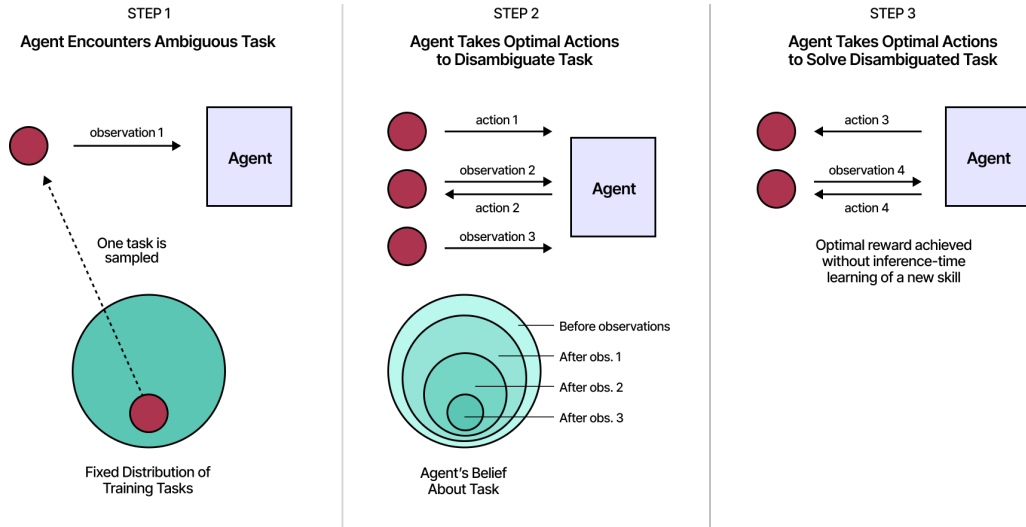 STEP 1
Agent Encounters Ambiguous Task
observation 1
Agent
One task is
sampled
Fixed Distribution of
Training Tasks
STEP 2
Agent Takes Optimal Actions
to Disambiguate Task
action 1
observation 2
action 2
observation 3
Agent
Before observations
After obs. 1
After obs. 2
After obs. 3
Agent’s Belief
About Task
STEP 3
Agent Takes Optimal Actions
to Solve Disambiguated Task
action 3
observation 4
action 4
Agent
Optimal reward achieved
without inference-time
learning of a new skill